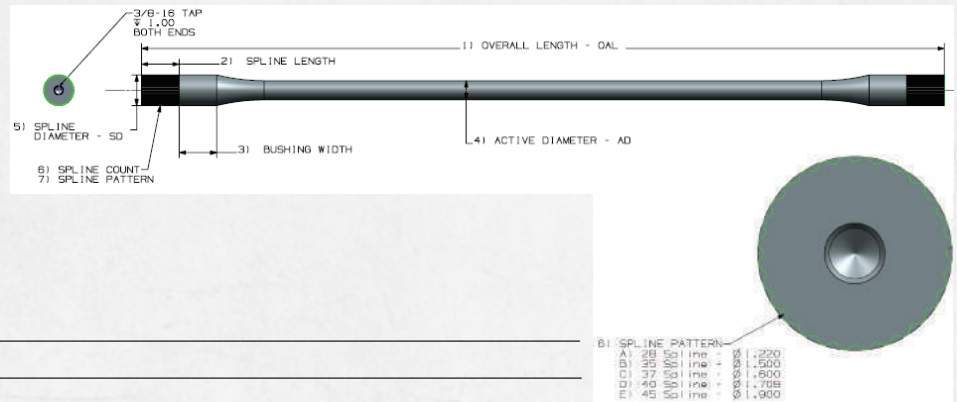 3/8-16 TAP
↧ 1.00
BOTH ENDS
1) OVERALL LENGTH - OAL
2) SPLINE LENGTH
5) SPLINE
DIAMETER - SD
4) ACTIVE DIAMETER - AD
3) BUSHING WIDTH
6) SPLINE COUNT
7) SPLINE PATTERN
6) SPLINE PATTERN
A) 28 Spline - Ø1.220
B) 35 Spline - Ø1.500
C) 37 Spline - Ø1.600
D) 40 Spline - Ø1.708
E) 45 Spline - Ø1.900